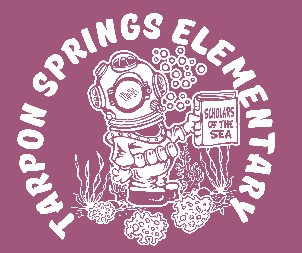 TARPON SPRINGS ELEMENTARY
SCHOLARS
OF THE
SEA